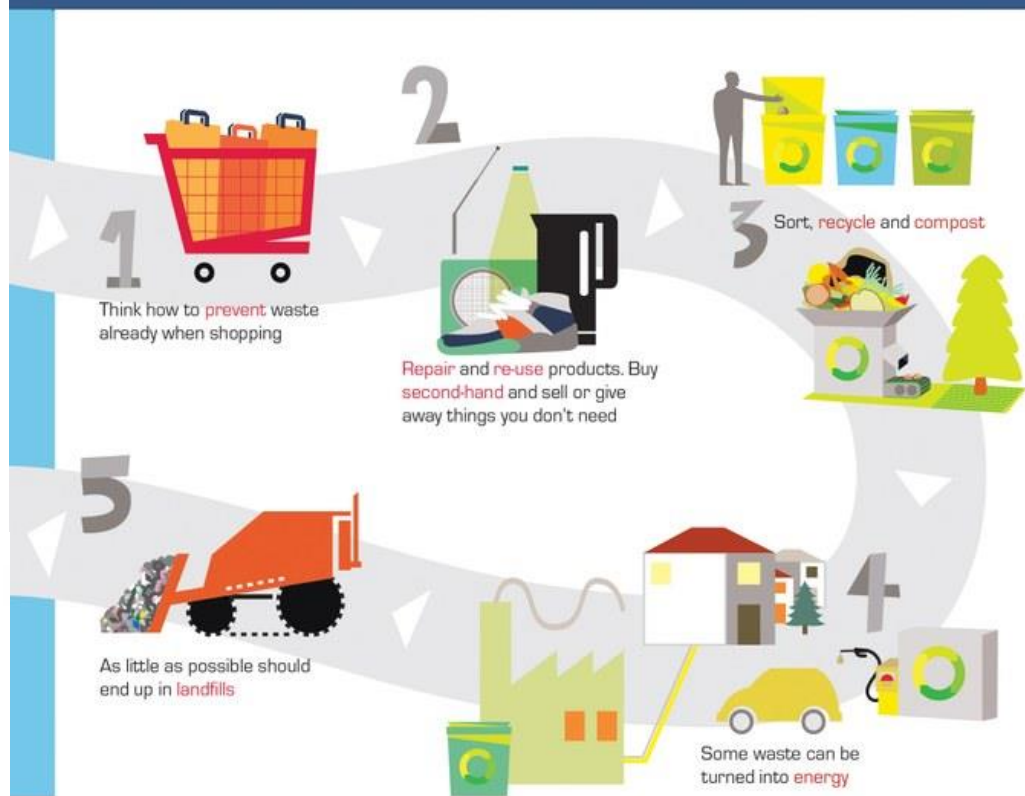 1
Think how to prevent waste
already when shopping
2
Repair and re-use products. Buy
second-hand and sell or give
away things you don't need
3
Sort, recycle and compost
4
Some waste can be
turned into energy
5
As little as possible should
end up in landfills